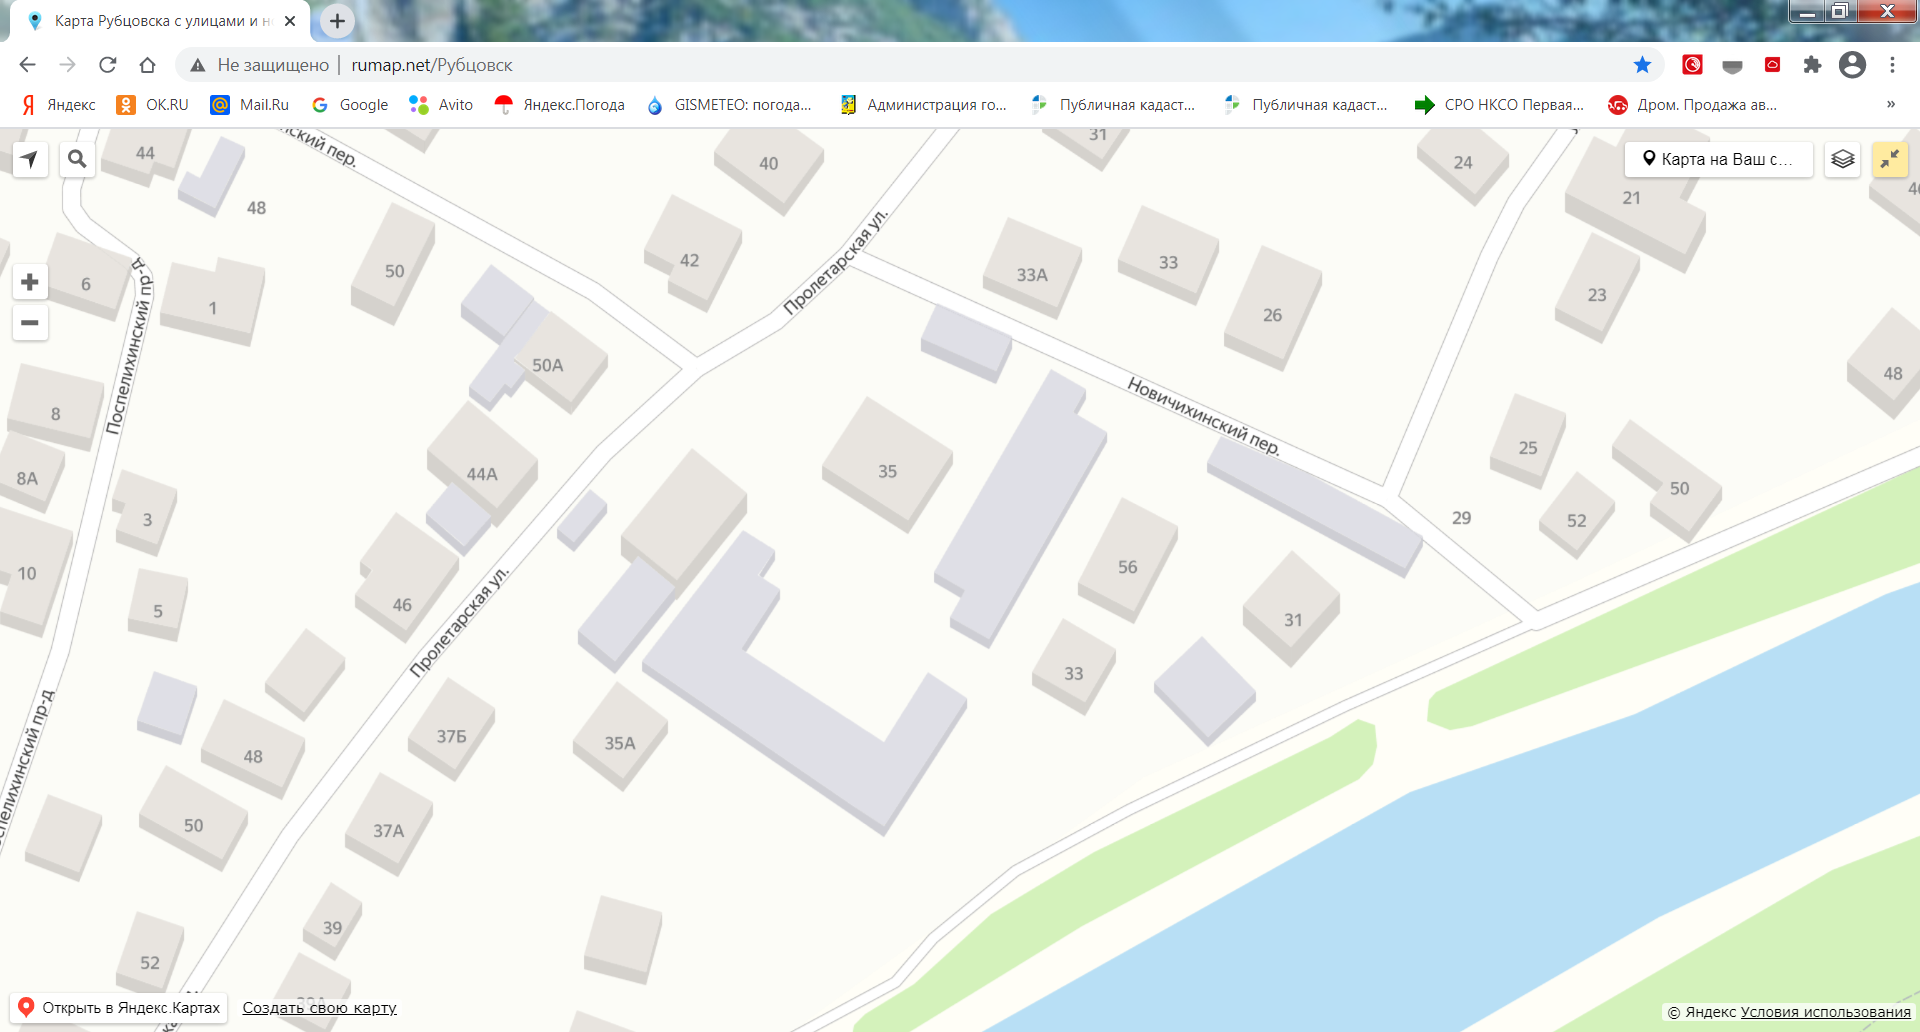 Карта Рубцовска с улицами и н
Не защищено
rumap.net/Рубцовск
Яндекс
OK.RU
Mail.Ru
Google
Avito
Яндекс.Погода
GISMETEO: погода...
Администрация го...
Публичная кадаст...
Публичная кадаст...
СРО НКСО Первая...
Дром. Продажа ав...
»
Карта на Ваш с...
44
нский пер.
40
31
24
21
46
48
50
42
33А
33
26
23
6
1
Поспелихинский пр-д
Пролетарская ул.
50А
48
Новичихинский пер.
8
8А
44А
35
25
50
52
29
3
10
5
46
56
31
33
Пролетарская ул.
37Б
35А
48
50
37А
39
52
39А
оспелихинский пр-д
Открыть в Яндекс.Картах
Создать свою карту
© Яндекс Условия использования